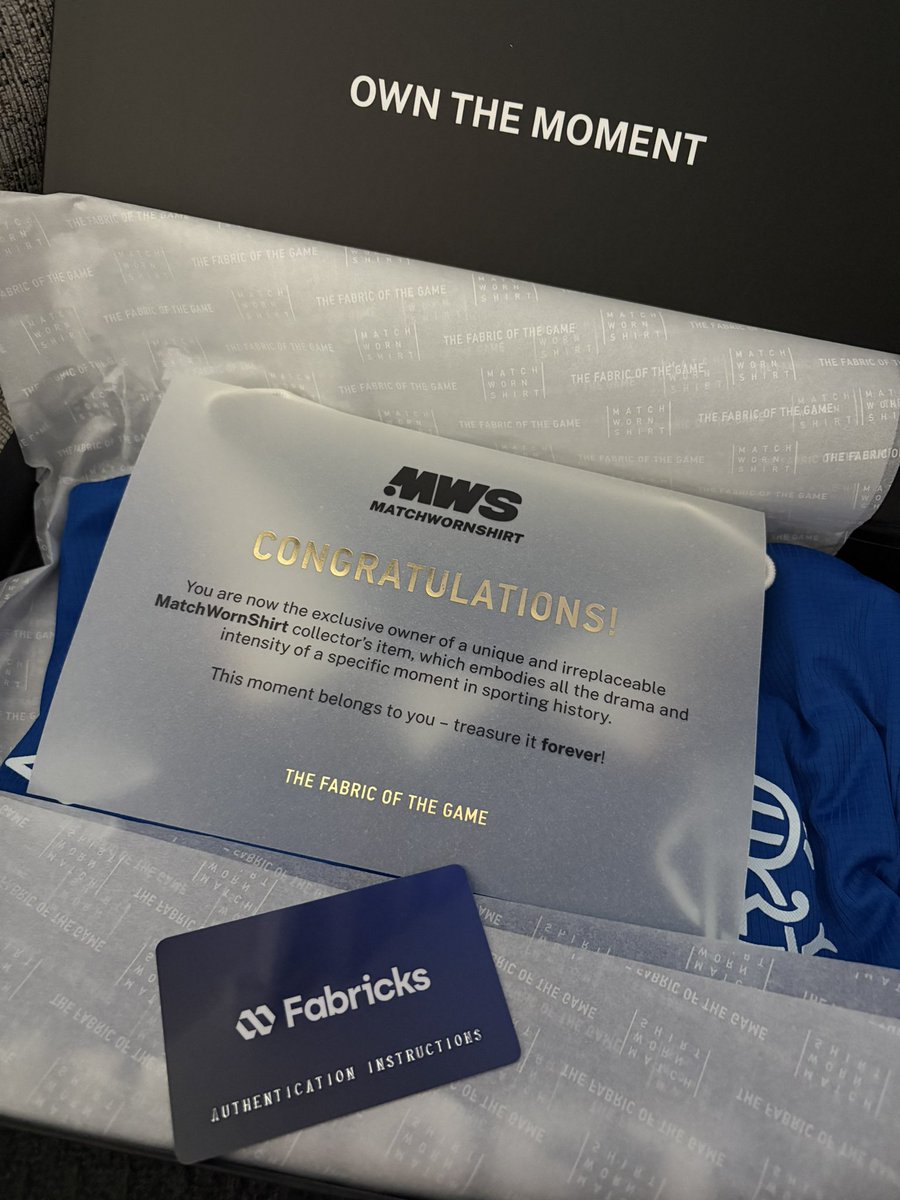 OWN THE MOMENT
THE FABRIC OF THE GAME
MATCH
WORN
SHIRT
.MWS
MATCHWORNSHIRT
CONGRATULATIONS!
You are now the exclusive owner of a unique and irreplaceable
MatchWornShirt collector's item, which embodies all the drama and
intensity of a specific moment in sporting history.
This moment belongs to you – treasure it forever!
THE FABRIC OF THE GAME
Fabricks
AUTHENTICATION INSTRUCTIONS